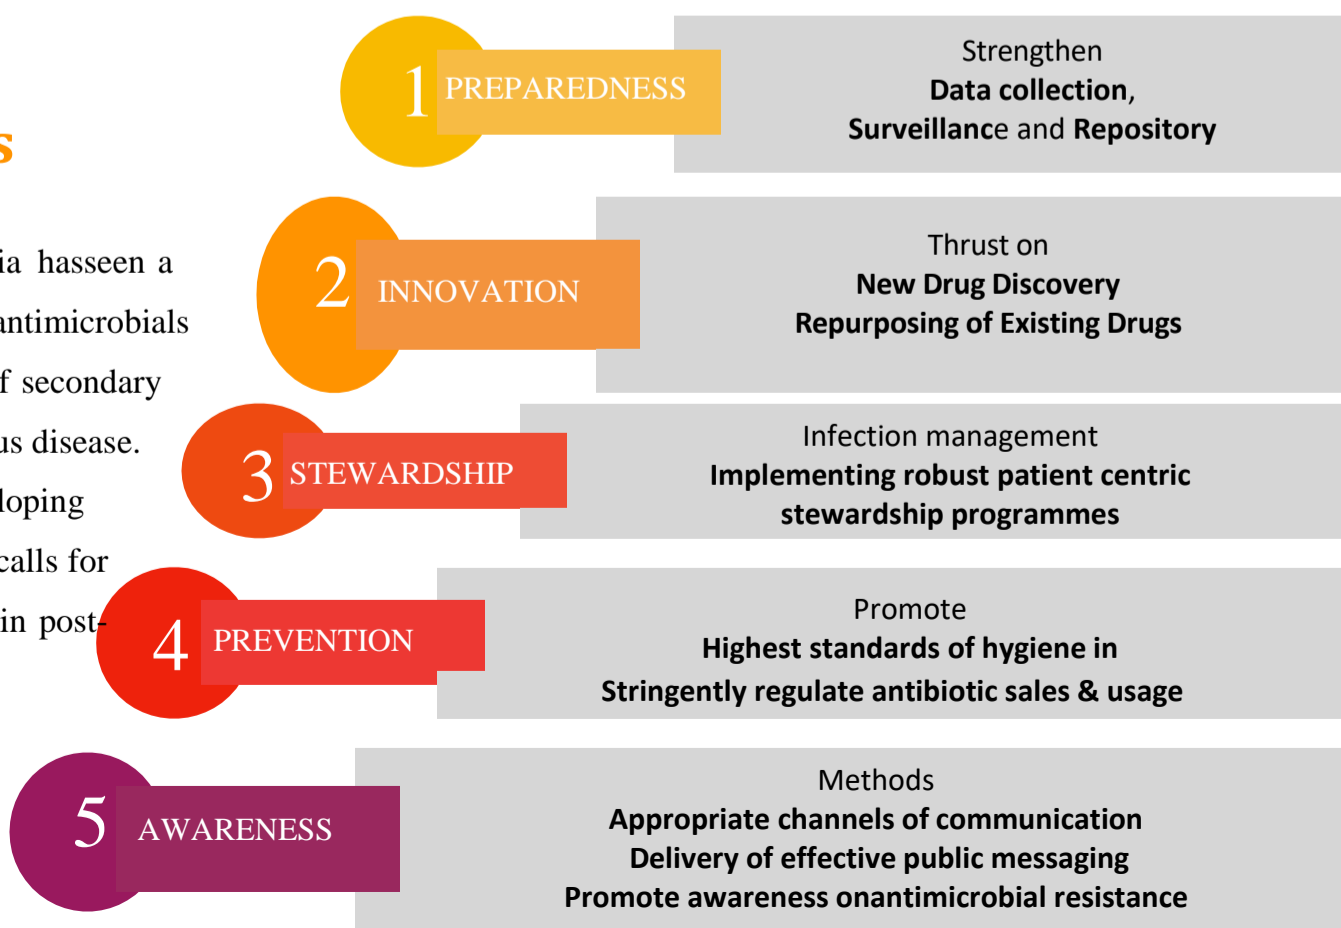 s
ia hasseen a
antimicrobials
f secondary
us disease.
loping
calls for
in post-
1 PREPAREDNESS
Strengthen
Data collection,
Surveillance and Repository
2 INNOVATION
Thrust on
New Drug Discovery
Repurposing of Existing Drugs
3 STEWARDSHIP
Infection management
Implementing robust patient centric
stewardship programmes
4 PREVENTION
Promote
Highest standards of hygiene in
Stringently regulate antibiotic sales & usage
5 AWARENESS
Methods
Appropriate channels of communication
Delivery of effective public messaging
Promote awareness onantimicrobial resistance